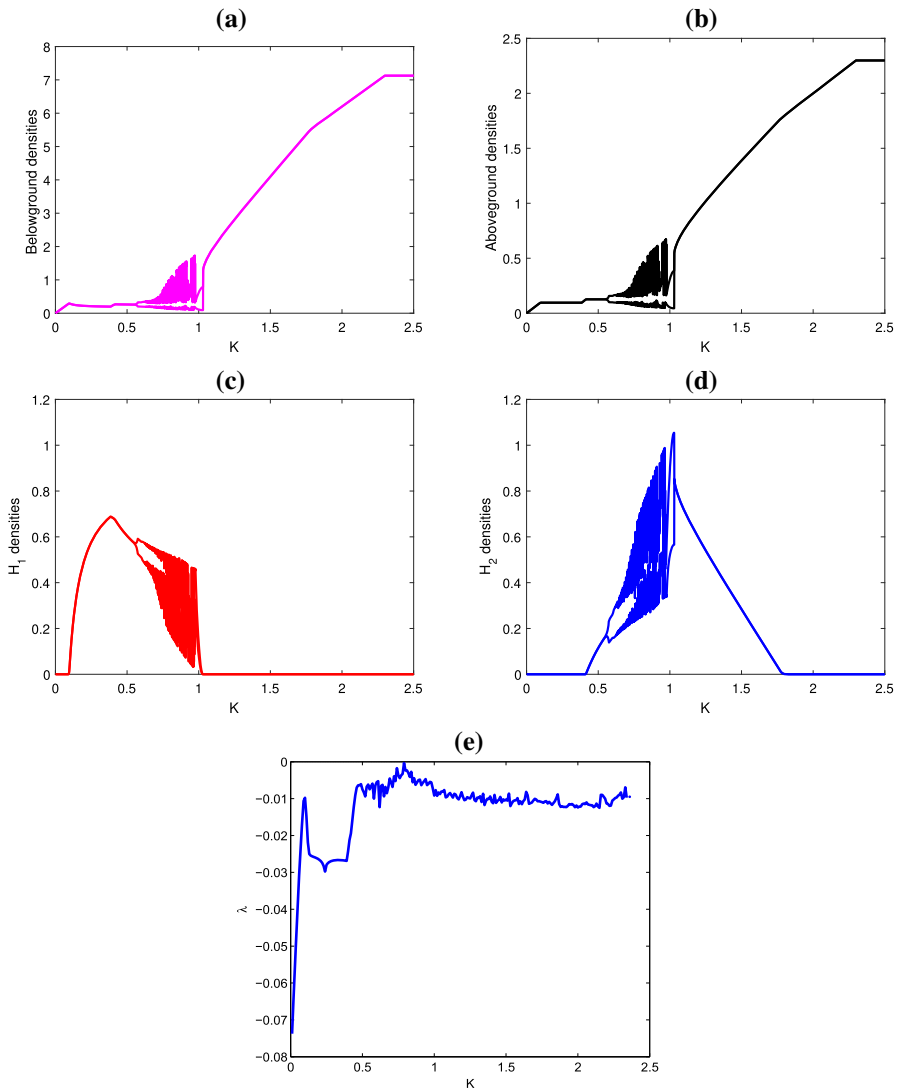 (a)
Belowground densities
8
7
6
5
4
3
2
1
0
0 0.5 1 1.5 2 2.5
K
(b)
Aboveground densities
2.5
2
1.5
1
0.5
0
0 0.5 1 1.5 2 2.5
K
(c)
H1 densities
1.2
1
0.8
0.6
0.4
0.2
0
0 0.5 1 1.5 2 2.5
K
(d)
H2 densities
1.2
1
0.8
0.6
0.4
0.2
0
0 0.5 1 1.5 2 2.5
K
(e)
λ
0
−0.01
−0.02
−0.03
−0.04
−0.05
−0.06
−0.07
−0.08
0 0.5 1 1.5 2 2.5
K